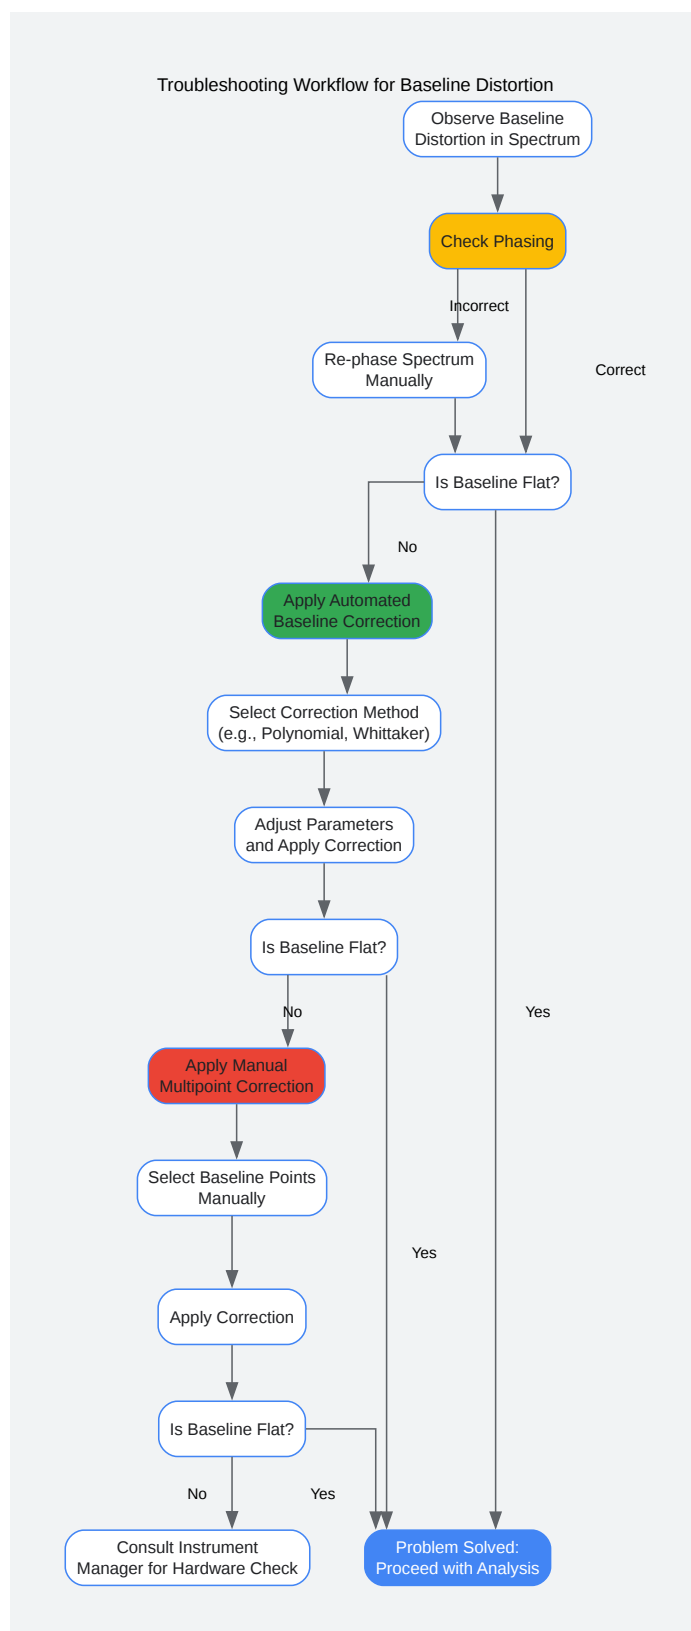 Troubleshooting Workflow for Baseline Distortion
Observe Baseline
Distortion in Spectrum
Check Phasing
Incorrect
Re-phase Spectrum
Manually
Correct
Is Baseline Flat?
No
Apply Automated
Baseline Correction
Select Correction Method
(e.g., Polynomial, Whittaker)
Adjust Parameters
and Apply Correction
Is Baseline Flat?
No
Yes
Apply Manual
Multipoint Correction
Select Baseline Points
Manually
Yes
Apply Correction
Is Baseline Flat?
No
Yes
Consult Instrument
Manager for Hardware Check
Problem Solved:
Proceed with Analysis